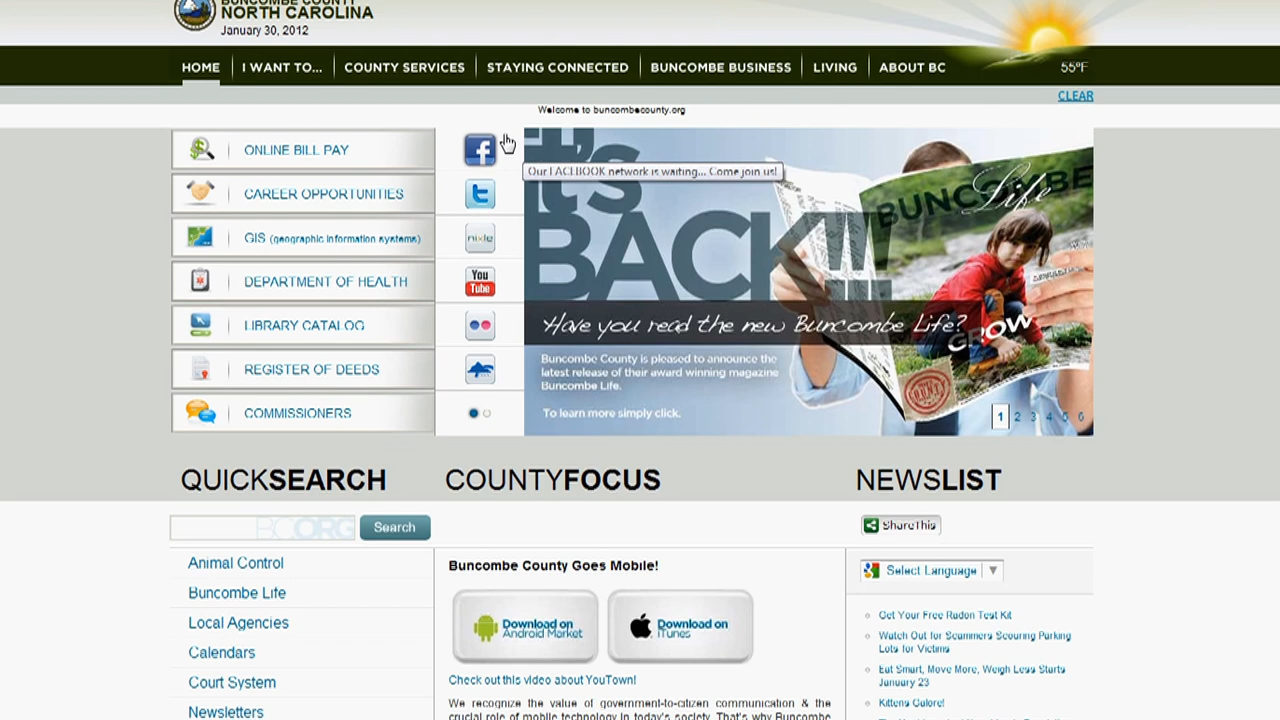 BUNCOMBE COUNTY
NORTH CAROLINA
January 30, 2012
HOME
I WANT TO...
COUNTY SERVICES
STAYING CONNECTED
BUNCOMBE BUSINESS
LIVING
ABOUT BC
55°F
CLEAR
Welcome to buncombecounty.org
ONLINE BILL PAY
CAREER OPPORTUNITIES
GIS (geographic information systems)
DEPARTMENT OF HEALTH
LIBRARY CATALOG
REGISTER OF DEEDS
COMMISSIONERS
nixle
You
Tube
Our FACEBOOK network is waiting... Come join us!
it's
BACK!!!
BUNCOMBE
Life
GROW
Have you read the new Buncombe Life?
Buncombe County is pleased to announce the
latest release of their award winning magazine
Buncombe Life.
To learn more simply click.
COUNTY
1 2 3 4 5 6
QUICKSEARCH
COUNTYFOCUS
NEWSLIST
BCORG
Search
Animal Control
Buncombe Life
Local Agencies
Calendars
Court System
Newsletters
Buncombe County Goes Mobile!
Download on
Android Market
Download on
iTunes
Check out this video about YouTown!
We recognize the value of government-to-citizen communication & the
crucial role of mobile technology in today's society. That's why Buncombe
ShareThis
Select Language
Get Your Free Radon Test Kit
Watch Out for Scammers Scouring Parking
Lots for Victims
Eat Smart, Move More, Weigh Less Starts
January 23
Kittens Galore!